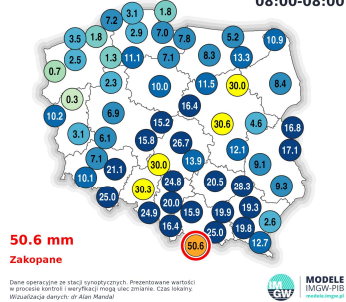 08:00-08:00
3.1 1.8
7.2
3.5 1.8 2.9 7.0 7.8 5.2 10.9
2.5 1.3 11.1 7.1 8.3 13.3
0.7
2.3 10.0 11.5 30.0 8.4
0.3 16.4
10.2 6.9
15.2 30.6 4.6 16.8
3.1 6.1
15.8 26.7 12.1 17.1
7.1 30.0 13.9 9.1
10.1 21.1
30.3 24.8 20.5 28.3 9.3
25.0 20.0
24.9 15.9 19.9 19.3
16.4 25.0 19.8 2.6
50.6 12.7
50.6 mm
Zakopane
Dane operacyjne ze stacji synoptycznych. Prezentowane wartości
w procesie kontroli i weryfikacji mogą ulec zmianie. Czas lokalny.
Wizualizacja danych: dr Alan Mandal
IM
GW
MODELE
IMGW-PIB